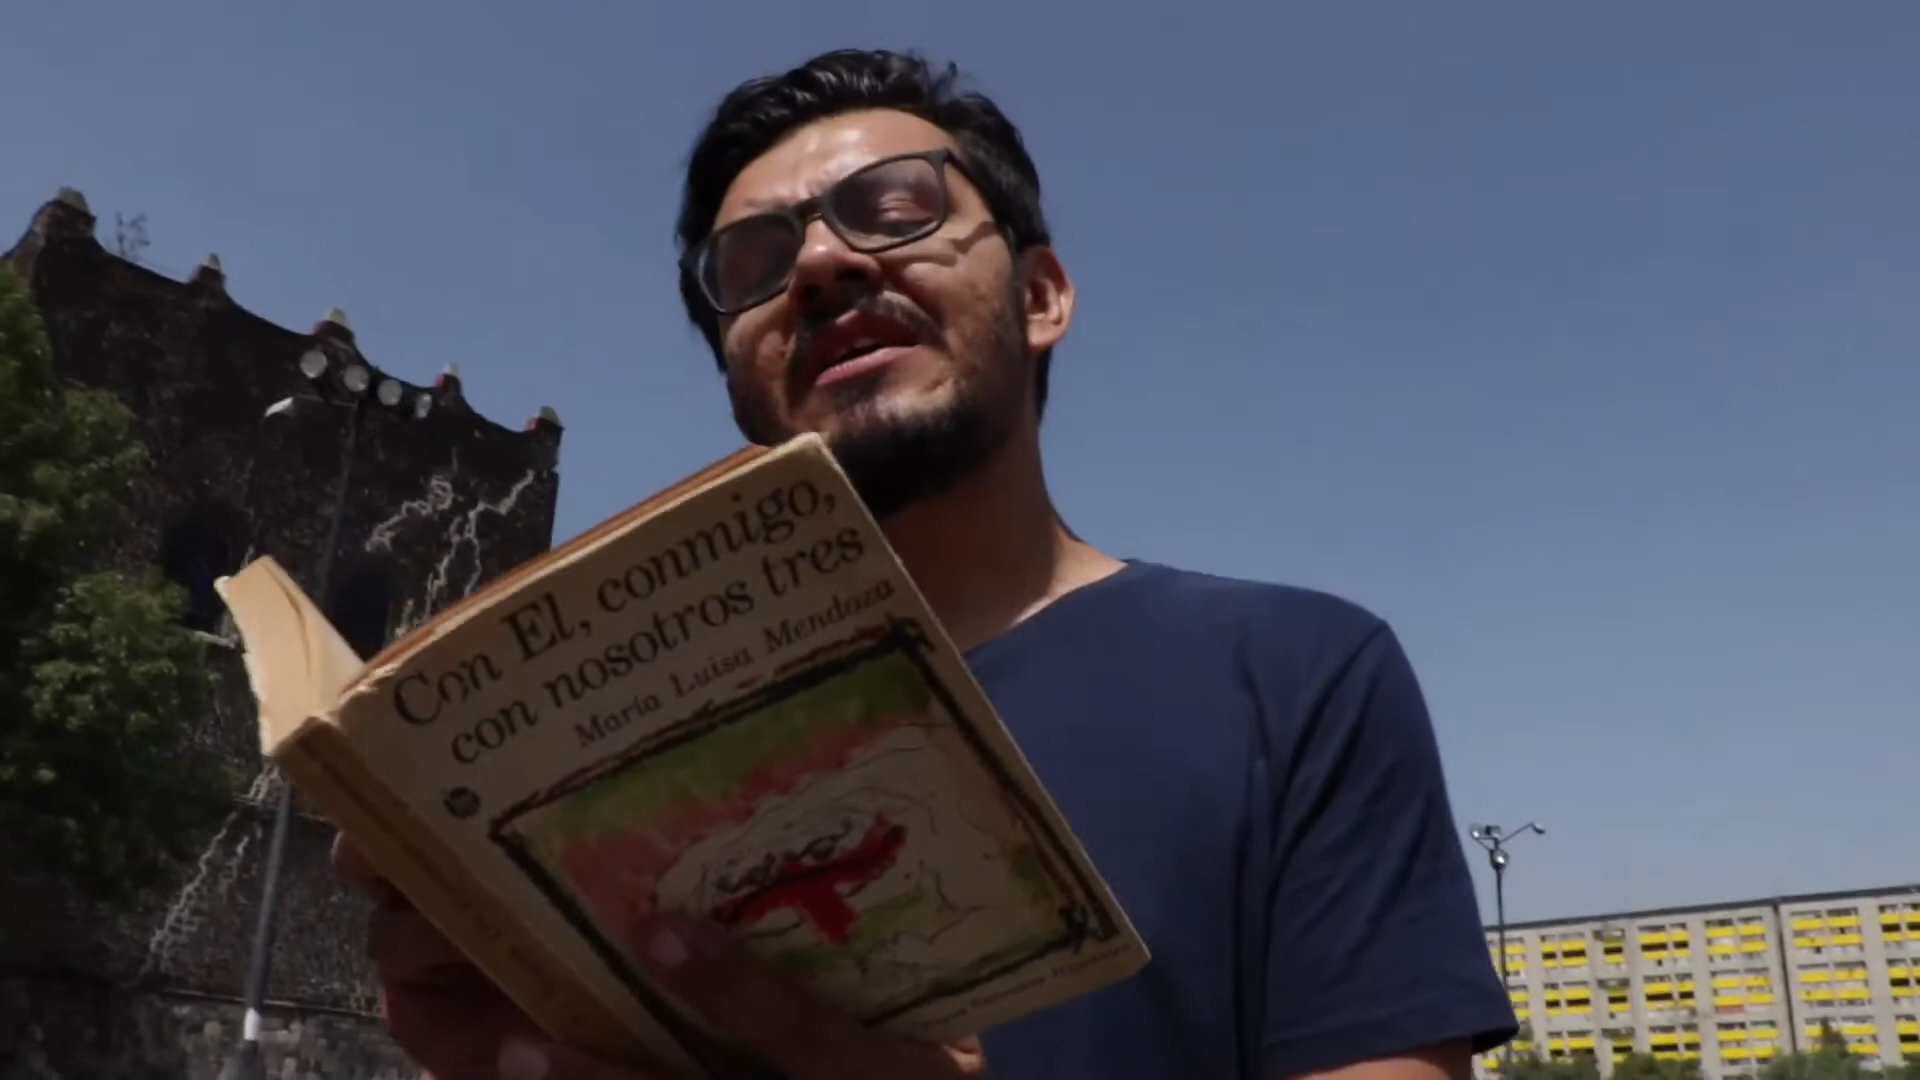 Con El, conmigo,
con nosotros tres
María Luisa Mendoza